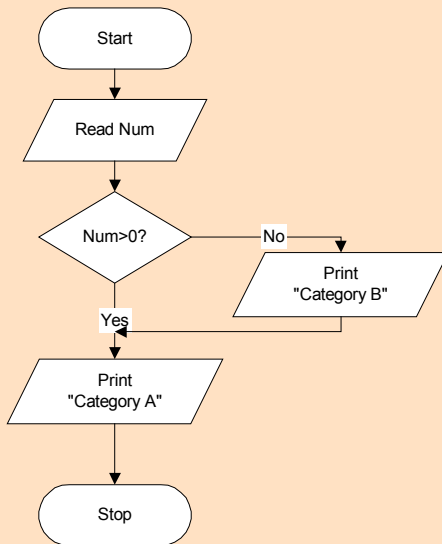 Start
Read Num
Num>0?
No
Print
"Category B"
Yes
Print
"Category A"
Stop